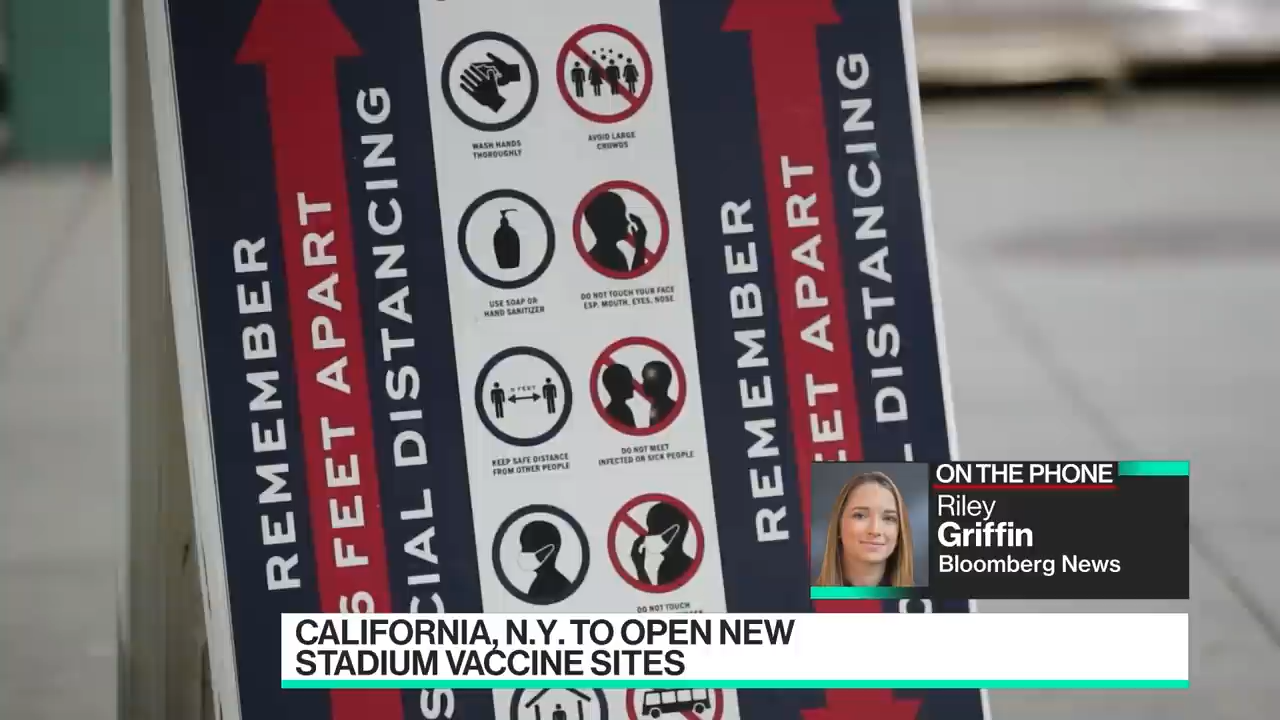 REMEMBER
6 FEET APART
SOCIAL DISTANCING
WASH HANDS
THOROUGHLY
AVOID LARGE
CROWDS
USE SOAP OR
HAND SANITIZER
DO NOT TOUCH YOUR FACE
ESP. MOUTH, EYES, NOSE
6 FEET
KEEP SAFE DISTANCE
FROM OTHER PEOPLE
DO NOT MEET
INFECTED OR SICK PEOPLE
DO NOT TOUCH
REMEMBER
FEET APART
DISTANCING
ON THE PHONE
Riley
Griffin
Bloomberg News
CALIFORNIA, N.Y. TO OPEN NEW
STADIUM VACCINE SITES